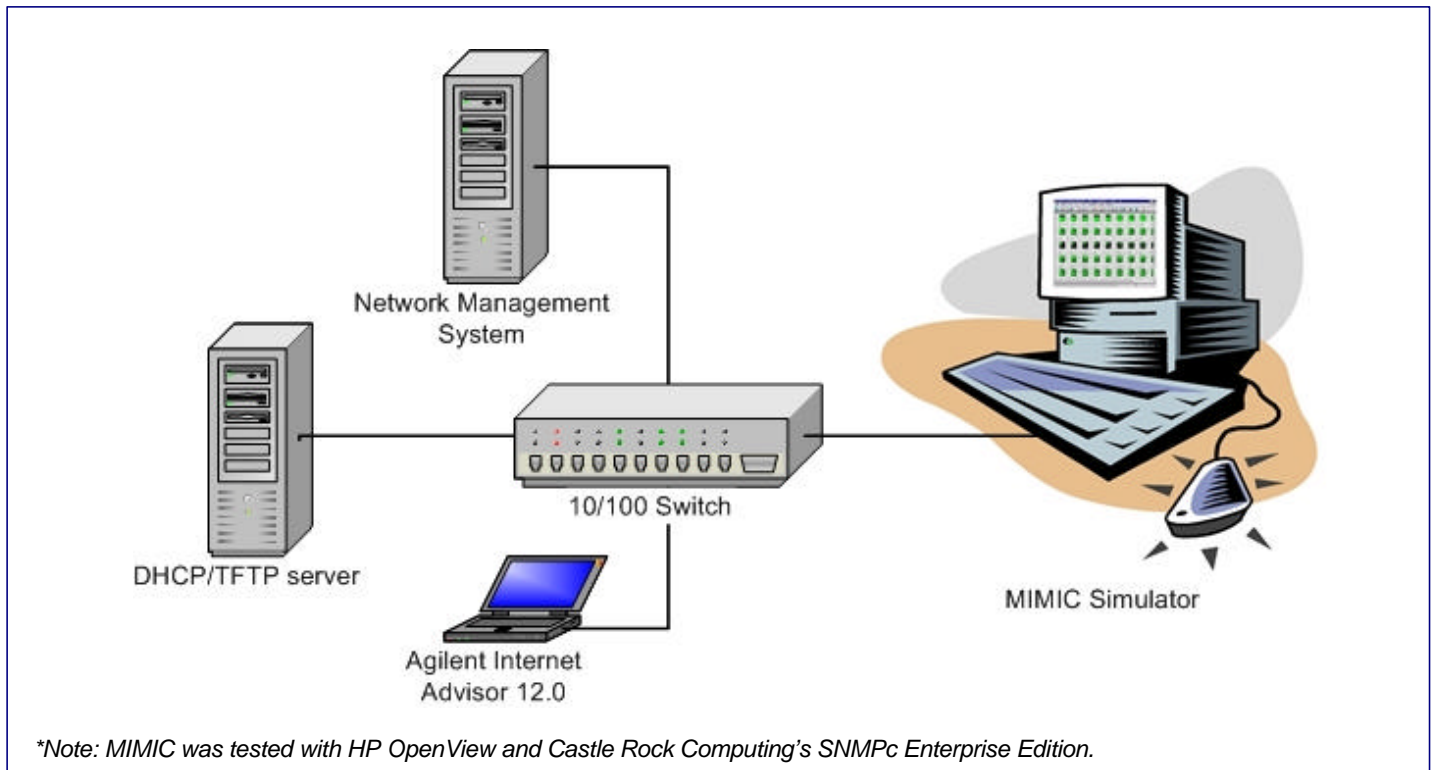 Network Management
System
10/100 Switch
DHCP/TFTP server
MIMIC Simulator
Agilent Internet
Advisor 12.0
*Note: MIMIC was tested with HP OpenView and Castle Rock Computing's SNMPc Enterprise Edition.